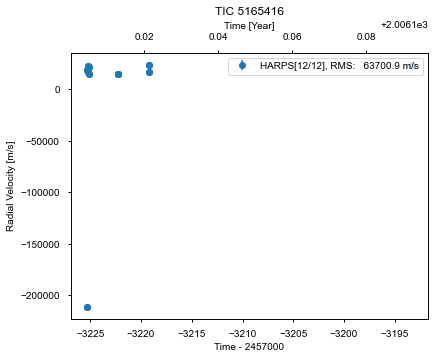 TIC 5165416
Time [Year]
+2.0061e3
0.02 0.04 0.06 0.08
HARPS[12/12], RMS: 63700.9 m/s
0
−50000
−100000
−150000
−200000
Radial Velocity [m/s]
−3225 −3220 −3215 −3210 −3205 −3200 −3195
Time - 2457000